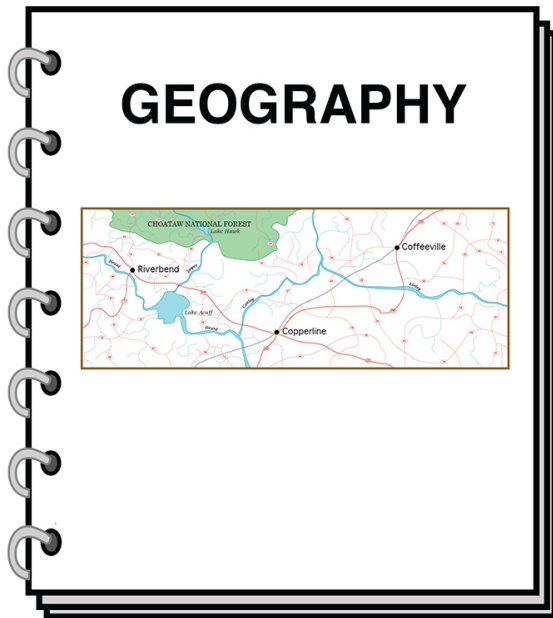 GEOGRAPHY
CHOATAW NATIONAL FOREST
Lake Hawk
Coffeeville
Riverbend
Lake Acuff
Copperline